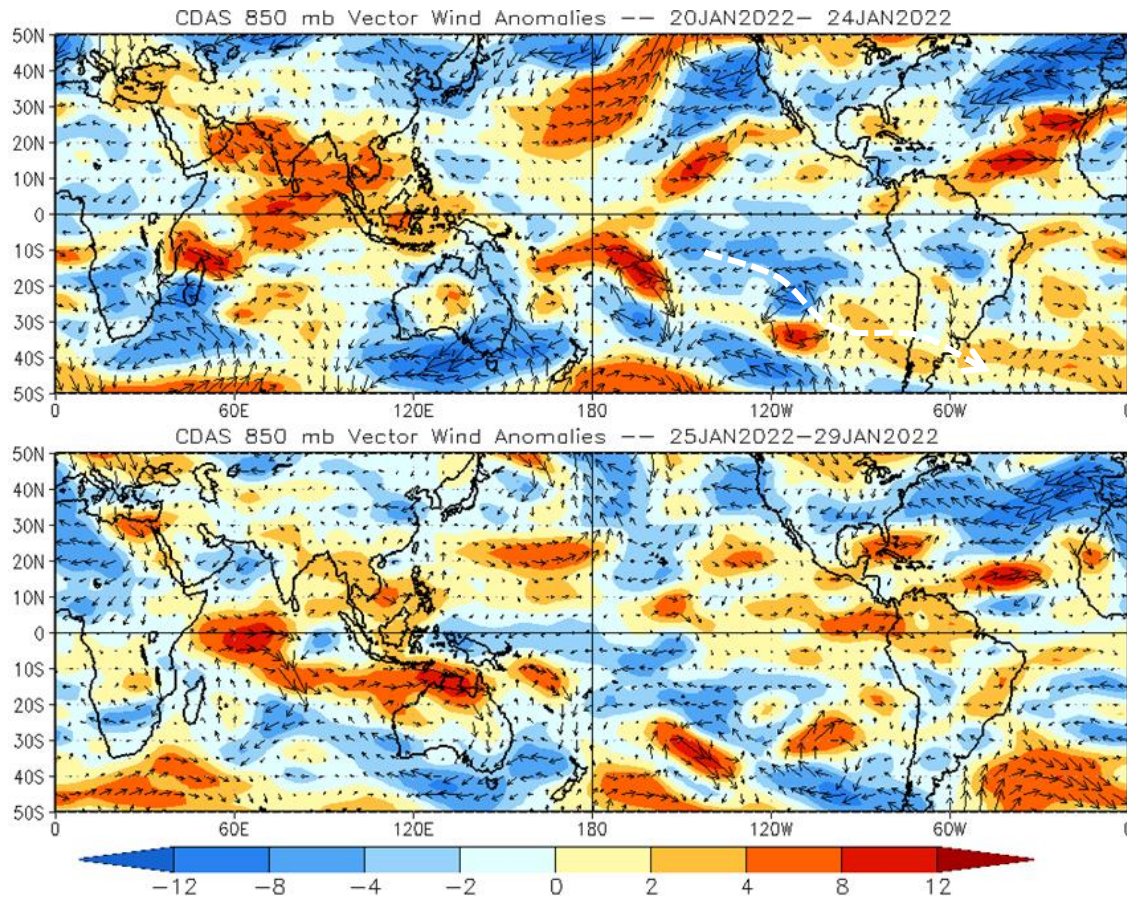 CDAS 850 mb Vector Wind Anomalies -- 20JAN2022- 24JAN2022
50N
40N
30N
20N
10N
0
10S
20S
30S
40S
50S
0 60E 120E 180 120W 60W 0
CDAS 850 mb Vector Wind Anomalies -- 25JAN2022-29JAN2022
50N
40N
30N
20N
10N
0
10S
20S
30S
40S
50S
0 60E 120E 180 120W 60W 0
-12 -8 -4 -2 0 2 4 8 12